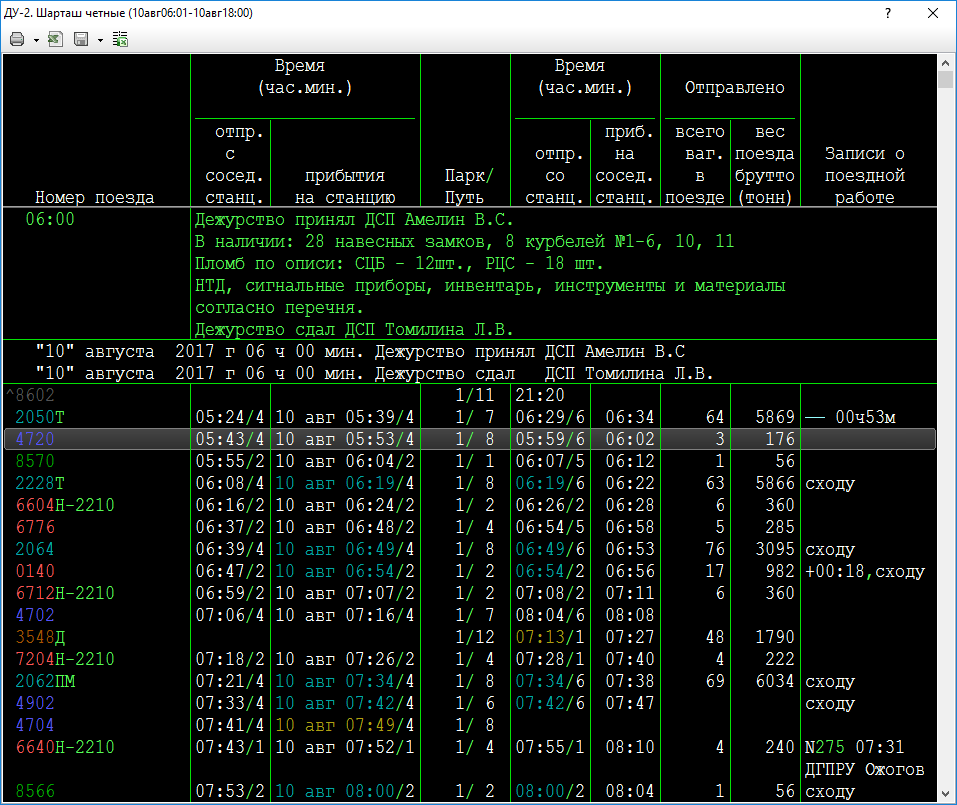 ДУ-2. Шарташ четные (10авг06:01-10авг18:00)
?
Время Время
(час.мин.) (час.мин.) Отправлено
отпр. приб. всего вес
с отпр. на ваг. поезда Записи о
сосед. прибытия Парк/ со сосед. в брутто поездной
Номер поезда станц. на станцию Путь станц. станц. поезде (тонн) работе
06:00 Дежурство принял ДСП Амелин В.С.
В наличии: 28 навесных замков, 8 курбелей №1-6, 10, 11
Пломб по описи: СЦБ - 12шт., РЦС - 18 шт.
НТД, сигнальные приборы, инвентарь, инструменты и материалы
согласно перечня.
Дежурство сдал ДСП Томилина Л.В.
"10" августа 2017 г 06 ч 00 мин. Дежурство принял ДСП Амелин В.С
"10" августа 2017 г 06 ч 00 мин. Дежурство сдал ДСП Томилина Л.В.
^8602 1/11 21:20
2050Т 05:24/4 10 авг 05:39/4 1/ 7 06:29/6 06:34 64 5869 —— 00ч53м
4720 05:43/4 10 авг 05:53/4 1/ 8 05:59/6 06:02 3 176
8570 05:55/2 10 авг 06:04/2 1/ 1 06:07/5 06:12 1 56
2228Т 06:08/4 10 авг 06:19/4 1/ 8 06:19/6 06:22 63 5866 сходу
6604Н-2210 06:16/2 10 авг 06:24/2 1/ 2 06:26/2 06:28 6 360
6776 06:37/2 10 авг 06:48/2 1/ 4 06:54/5 06:58 5 285
2064 06:39/4 10 авг 06:49/4 1/ 8 06:49/6 06:53 76 3095 сходу
0140 06:47/2 10 авг 06:54/2 1/ 2 06:54/2 06:56 17 982 +00:18,сходу
6712Н-2210 06:59/2 10 авг 07:07/2 1/ 2 07:08/2 07:11 6 360
4702 07:06/4 10 авг 07:16/4 1/ 7 08:04/6 08:08
3548Д 1/12 07:13/1 07:27 48 1790
7204Н-2210 07:18/2 10 авг 07:26/2 1/ 4 07:28/1 07:40 4 222
2062ПМ 07:21/4 10 авг 07:34/4 1/ 8 07:34/6 07:38 69 6034 сходу
4902 07:33/4 10 авг 07:42/4 1/ 6 07:42/6 07:47 сходу
4704 07:41/4 10 авг 07:49/4 1/ 8
6640Н-2210 07:43/1 10 авг 07:52/1 1/ 4 07:55/1 08:10 4 240 N275 07:31
ДГПРУ Ожогов
8566 07:53/2 10 авг 08:00/2 1/ 2 08:00/2 08:04 1 56 сходу